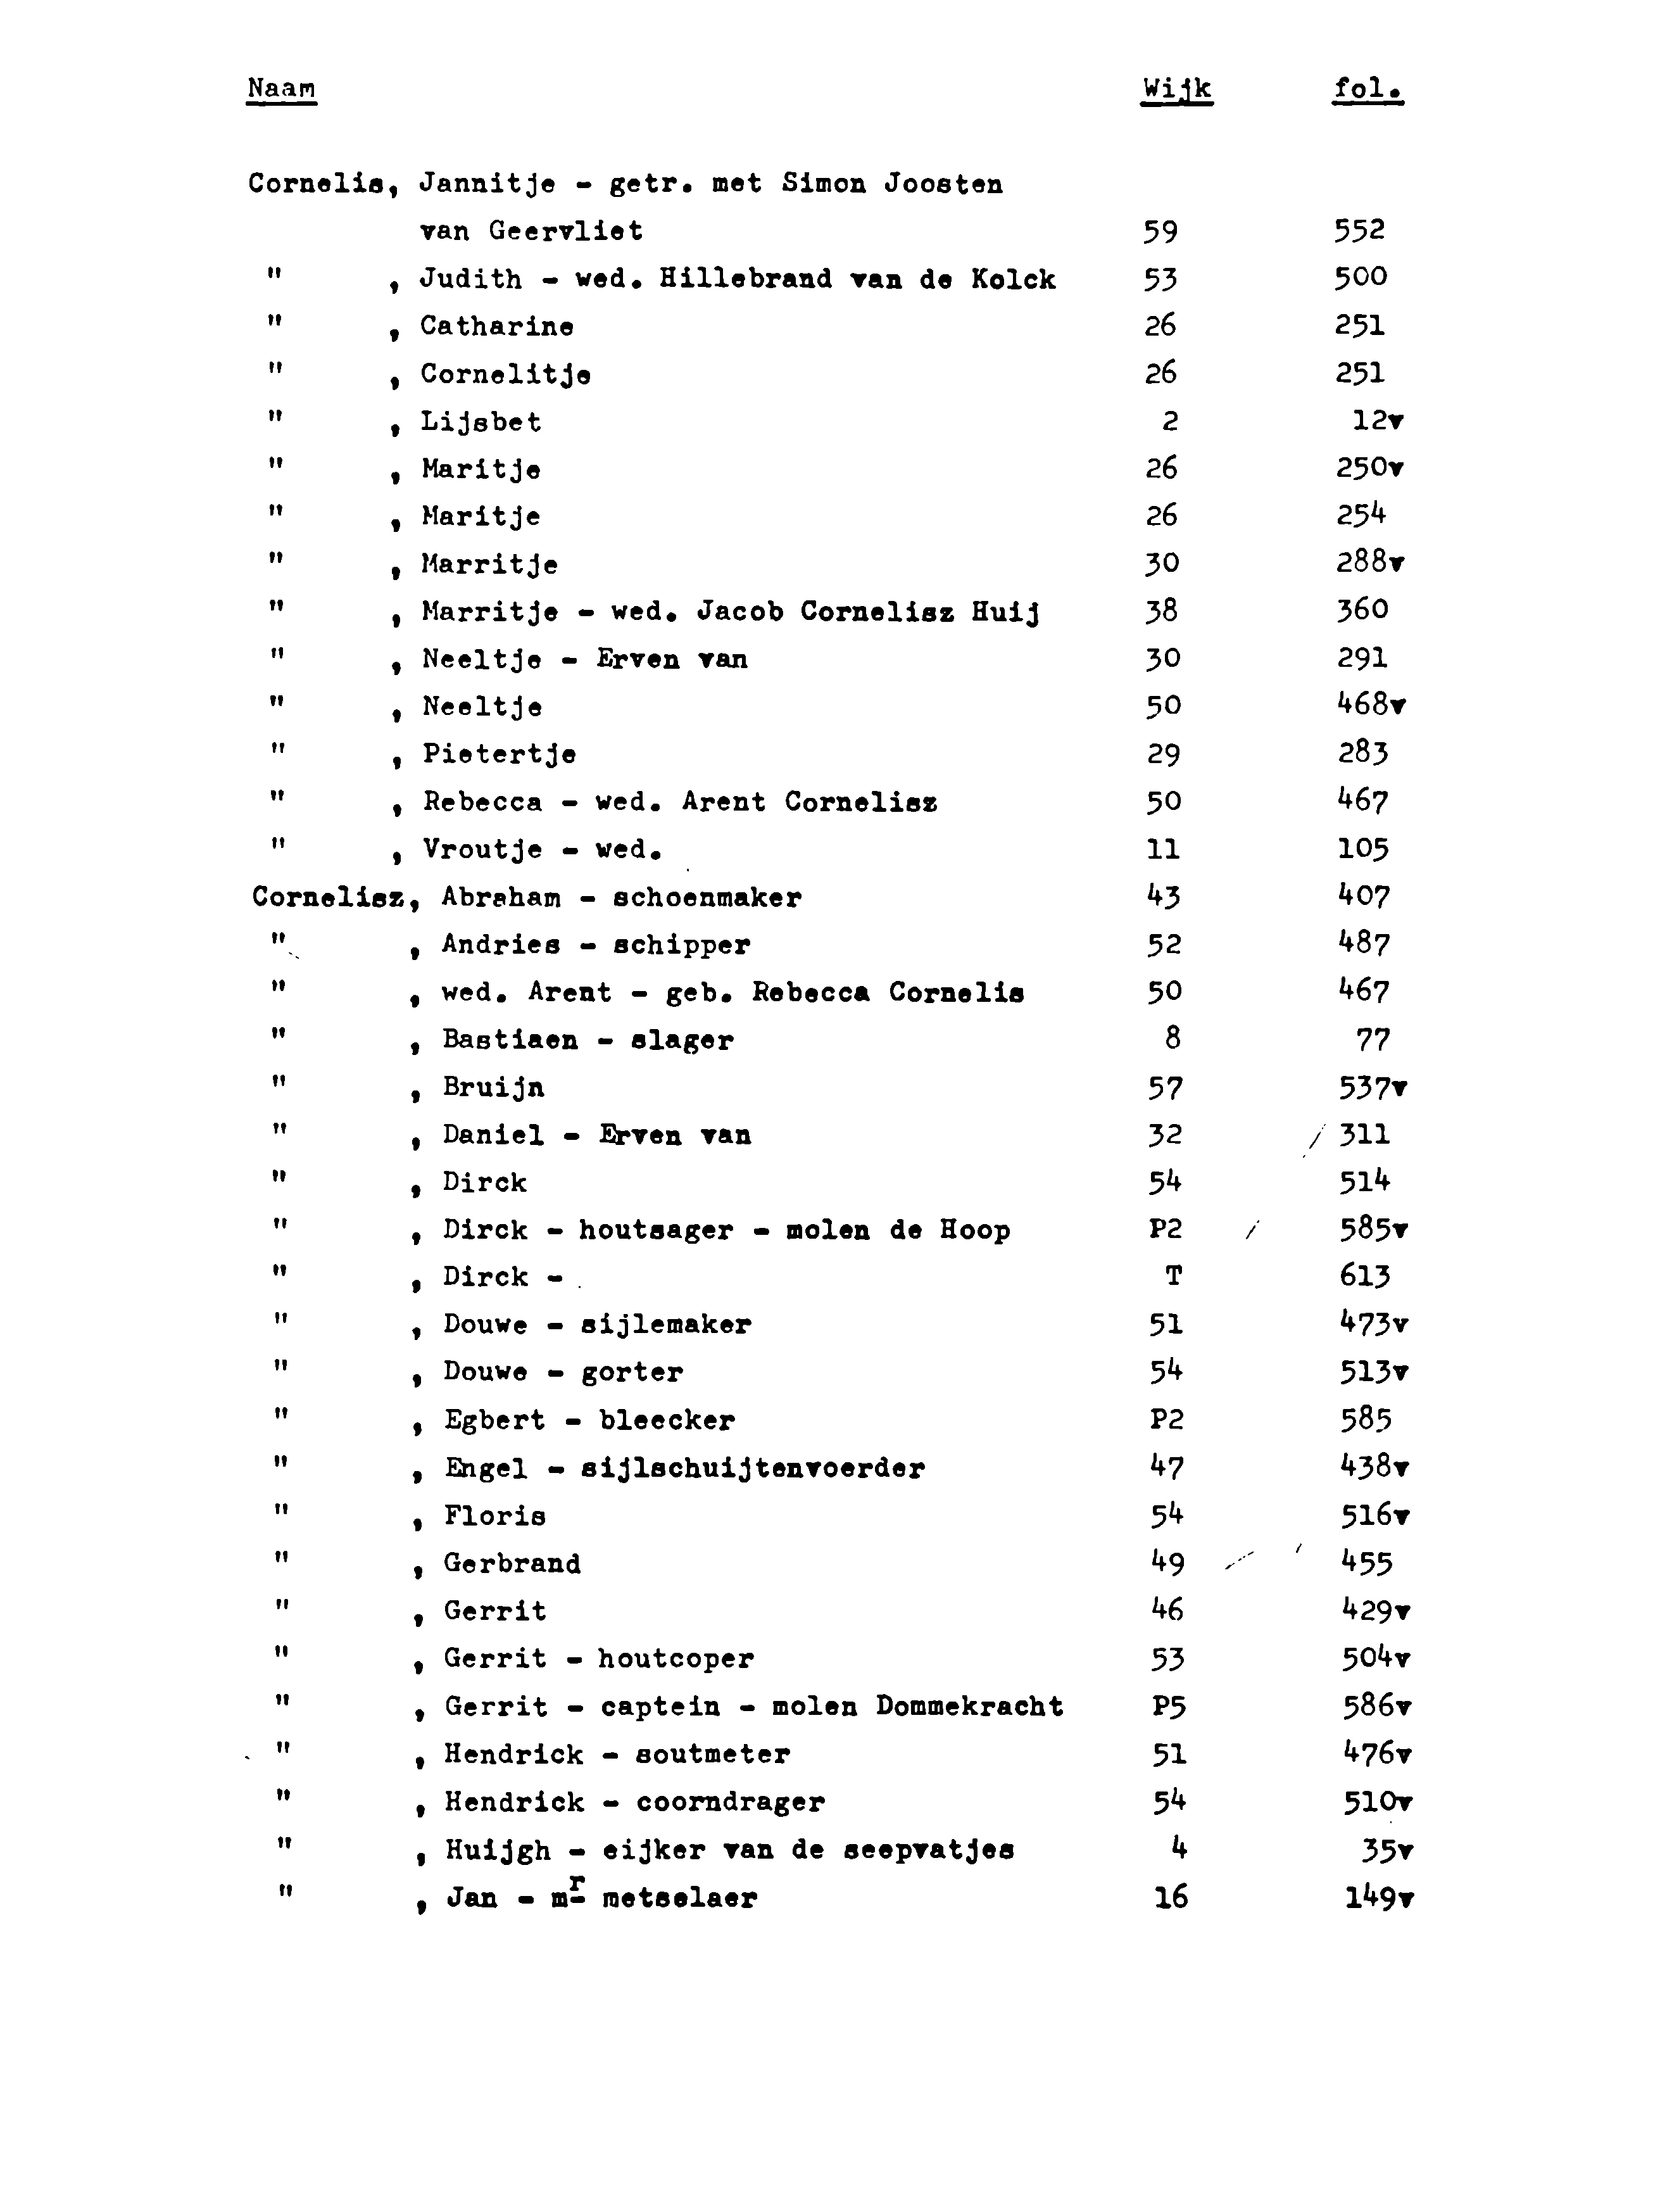 Naam Wijk fol.
Cornelis, Jannitje - getr. met Simon Joosten
van Geervliet 59 552
" , Judith - wed. Hillebrand van de Kolck 53 500
" , Catharine 26 251
" , Cornelitje 26 251
" , Lijsbet 2 12v
" , Maritje 26 250v
" , Maritje 26 254
" , Marritje 30 288v
" , Marritje - wed. Jacob Cornelisz Huij 38 360
" , Neeltje - Erven van 30 291
" , Neeltje 50 468v
" , Pietertje 29 283
" , Rebecca - wed. Arent Cornelisz 50 467
" , Vroutje - wed. 11 105
Cornelisz, Abraham - schoenmaker 43 407
" , Andries - schipper 52 487
" , wed. Arent - geb. Rebecca Cornelis 50 467
" , Bastiaen - slager 8 77
" , Bruijn 57 537v
" , Daniel - Erven van 32 311
" , Dirck 54 514
" , Dirck - houtsager - molen de Hoop P2 585v
" , Dirck - T 613
" , Douwe - sijlemaker 51 473v
" , Douwe - gorter 54 513v
" , Egbert - bleecker P2 585
" , Engel - sijlschuijtenvoerder 47 438v
" , Floris 54 516v
" , Gerbrand 49 455
" , Gerrit 46 429v
" , Gerrit - houtcoper 53 504v
" , Gerrit - captein - molen Dommekracht P5 586v
" , Hendrick - soutmeter 51 476v
" , Hendrick - coorndrager 54 510v
" , Huijgh - eijker van de seepvatjes 4 35v
" , Jan - mr metselaer 16 149v